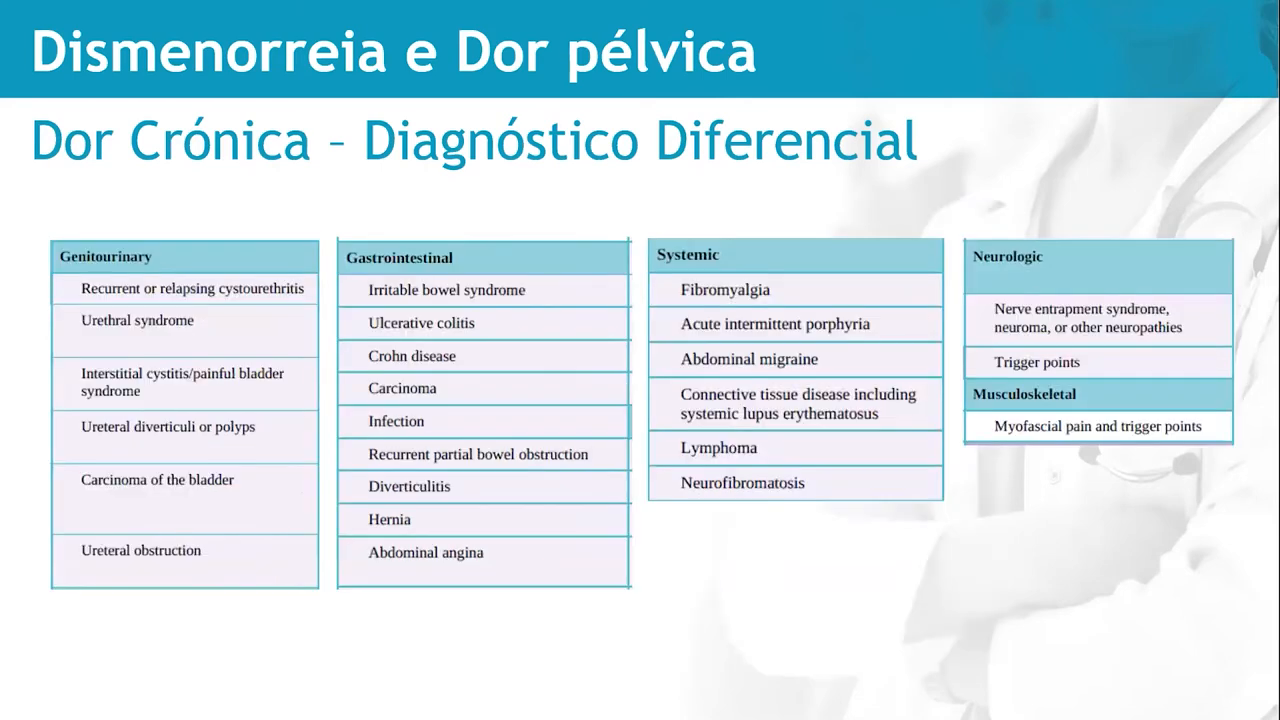 Dismenorreia e Dor pélvica
Dor Crónica – Diagnóstico Diferencial
Genitourinary
Recurrent or relapsing cystourethritis
Urethral syndrome
Interstitial cystitis/painful bladder
syndrome
Ureteral diverticuli or polyps
Carcinoma of the bladder
Ureteral obstruction
Gastrointestinal
Irritable bowel syndrome
Ulcerative colitis
Crohn disease
Carcinoma
Infection
Recurrent partial bowel obstruction
Diverticulitis
Hernia
Abdominal angina
Systemic
Fibromyalgia
Acute intermittent porphyria
Abdominal migraine
Connective tissue disease including
systemic lupus erythematosus
Lymphoma
Neurofibromatosis
Neurologic
Nerve entrapment syndrome,
neuroma, or other neuropathies
Trigger points
Musculoskeletal
Myofascial pain and trigger points